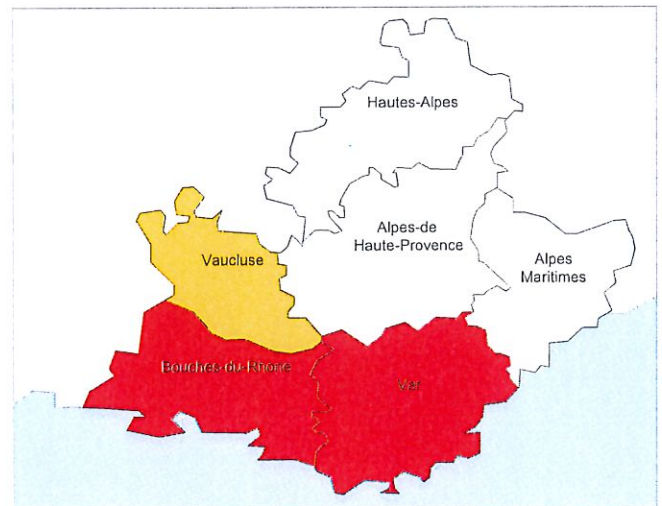 Hautes-Alpes
Alpes-de
Haute-Provence
Vaucluse
Alpes
Maritimes
Bouches-du-Rhône
Var